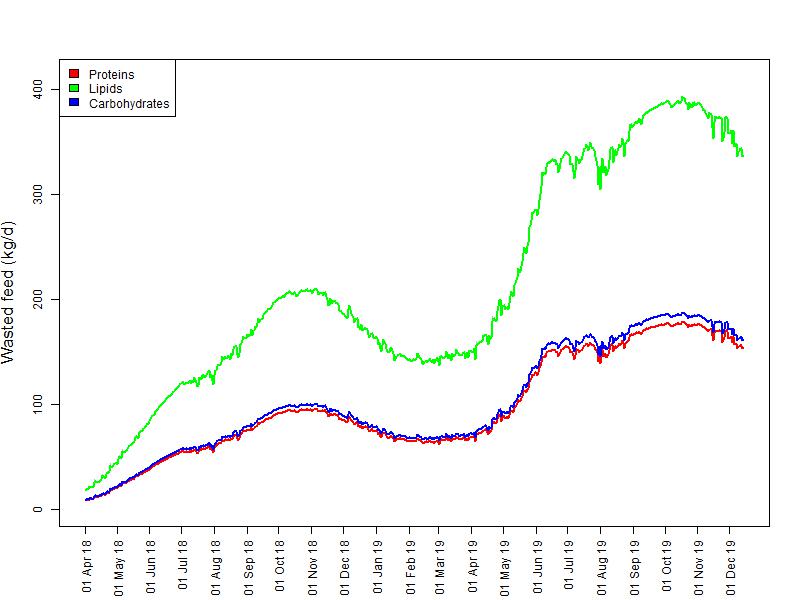 Proteins
Lipids
Carbohydrates
Wasted feed (kg/d)
400
300
200
100
0
01 Apr 18
01 May 18
01 Jun 18
01 Jul 18
01 Aug 18
01 Sep 18
01 Oct 18
01 Nov 18
01 Dec 18
01 Jan 19
01 Feb 19
01 Mar 19
01 Apr 19
01 May 19
01 Jun 19
01 Jul 19
01 Aug 19
01 Sep 19
01 Oct 19
01 Nov 19
01 Dec 19